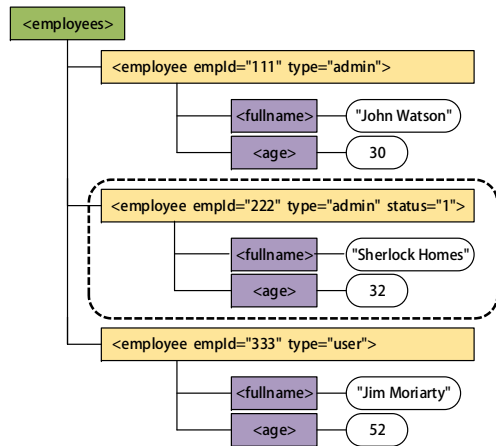 <employees>
<employee empId="111" type="admin">
<fullname> "John Watson"
<age> 30
<employee empId="222" type="admin" status="1">
<fullname> "Sherlock Homes"
<age> 32
<employee empId="333" type="user">
<fullname> "Jim Moriarty"
<age> 52